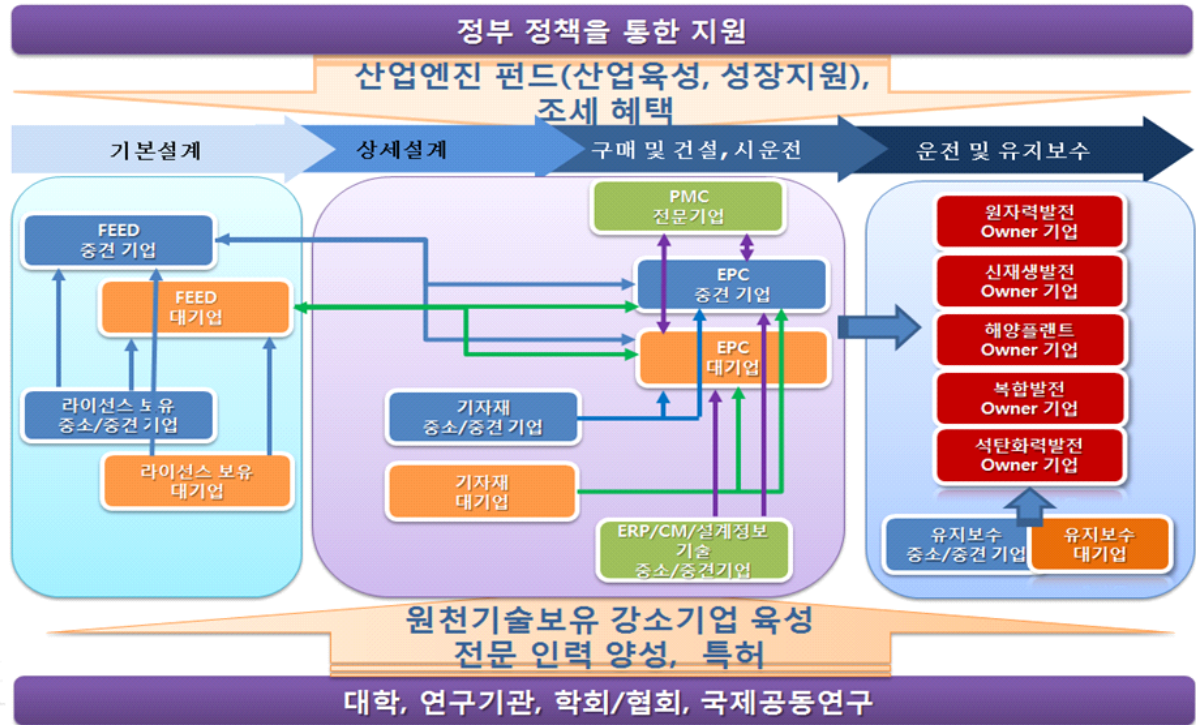 정부 정책을 통한 지원
산업엔진 펀드(산업육성, 성장지원),
조세 혜택
기본설계
상세설계
구매 및 건설, 시운전
운전 및 유지보수
FEED
중견 기업
FEED
대기업
라이선스 보유
중소/중견 기업
라이선스 보유
대기업
PMC
전문기업
EPC
중견 기업
EPC
대기업
기자재
중소/중견 기업
기자재
대기업
ERP/CM/설계정보
기술
중소/중견기업
원자력발전
Owner 기업
신재생발전
Owner 기업
해양플랜트
Owner 기업
복합발전
Owner 기업
석탄화력발전
Owner 기업
유지보수
중소/중견 기업
유지보수
대기업
원천기술보유 강소기업 육성
전문 인력 양성, 특허
대학, 연구기관, 학회/협회, 국제공동연구